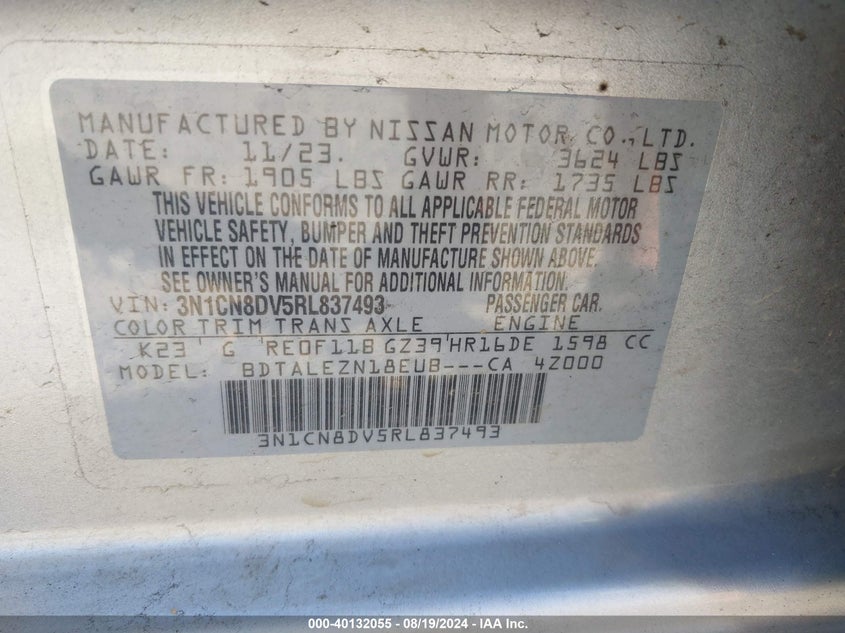 MANUFACTURED BY NISSAN MOTOR CO., LTD.
DATE: 11/23. GVWR: 3624 LBS
GAWR FR: 1905 LBS GAWR RR: 1735 LBS
THIS VEHICLE CONFORMS TO ALL APPLICABLE FEDERAL MOTOR
VEHICLE SAFETY, BUMPER AND THEFT PREVENTION STANDARDS
IN EFFECT ON THE DATE OF MANUFACTURE SHOWN ABOVE.
SEE OWNER'S MANUAL FOR ADDITIONAL INFORMATION.
VIN: 3N1CN8DV5RL837493 PASSENGER CAR.
COLOR TRIM TRANS AXLE ENGINE
K23 ' G 'RE0F11B GZ39'HR16DE 1598 CC
MODEL: BDTALEZN18EUB---CA 4Z000
3N1CN8DV5RL837493
000-40132055 - 08/19/2024 - IAA Inc.